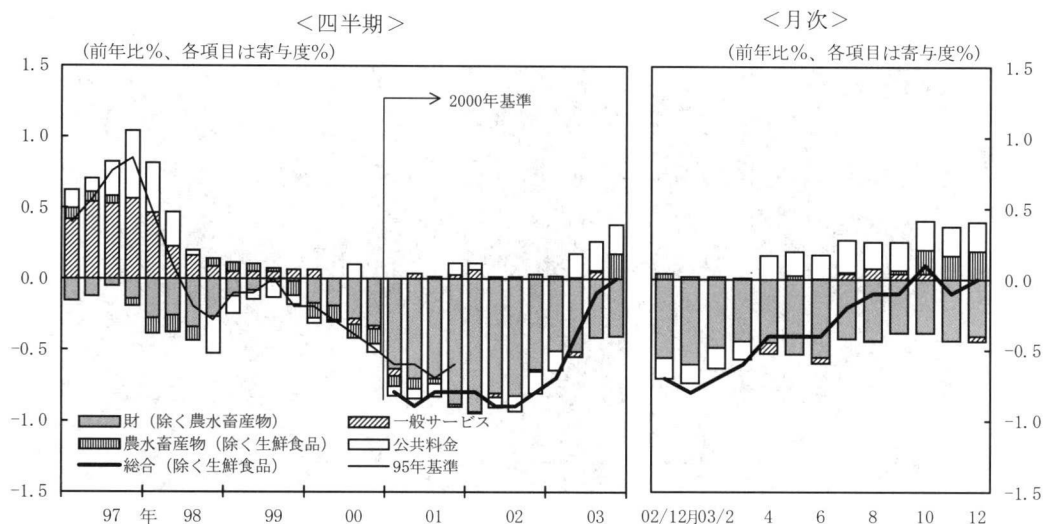 <四半期>
(前年比%、各項目は寄与度%)
1.5
1.0
0.5
0.0
-0.5
-1.0
-1.5
2000年基準
財(除く農水畜産物)
一般サービス
農水畜産物(除く生鮮食品)
公共料金
総合(除く生鮮食品)
95年基準
97 年 98 99 00 01 02 03
<月次>
(前年比%、各項目は寄与度%)
1.5
1.0
0.5
0.0
-0.5
-1.0
-1.5
02/12月03/2 4 6 8 10 12